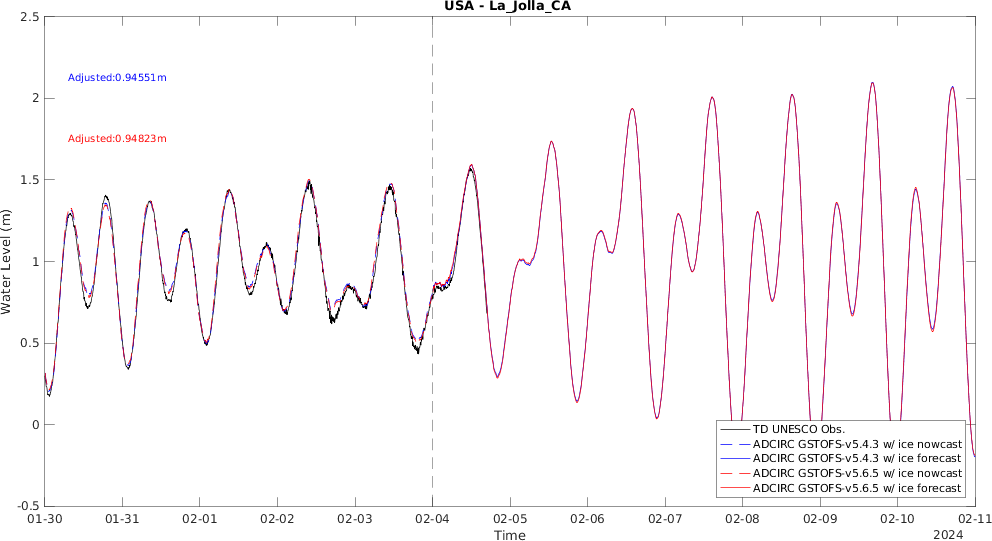 USA - La_Jolla_CA
2.5
2
1.5
1
0.5
0
-0.5
Water Level (m)
Adjusted:0.94551m
Adjusted:0.94823m
TD UNESCO Obs.
ADCIRC GSTOFS-v5.4.3 w/ ice nowcast
ADCIRC GSTOFS-v5.4.3 w/ ice forecast
ADCIRC GSTOFS-v5.6.5 w/ ice nowcast
ADCIRC GSTOFS-v5.6.5 w/ ice forecast
01-30 01-31 02-01 02-02 02-03 02-04 02-05 02-06 02-07 02-08 02-09 02-10 02-11
Time 2024